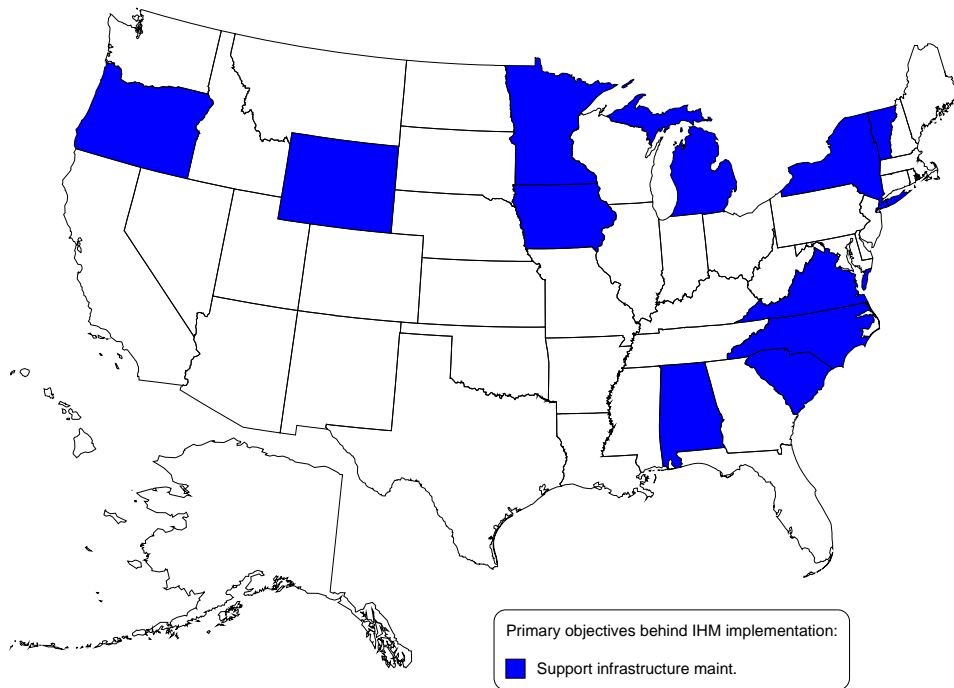 Primary objectives behind IHM implementation:
Support infrastructure maint.